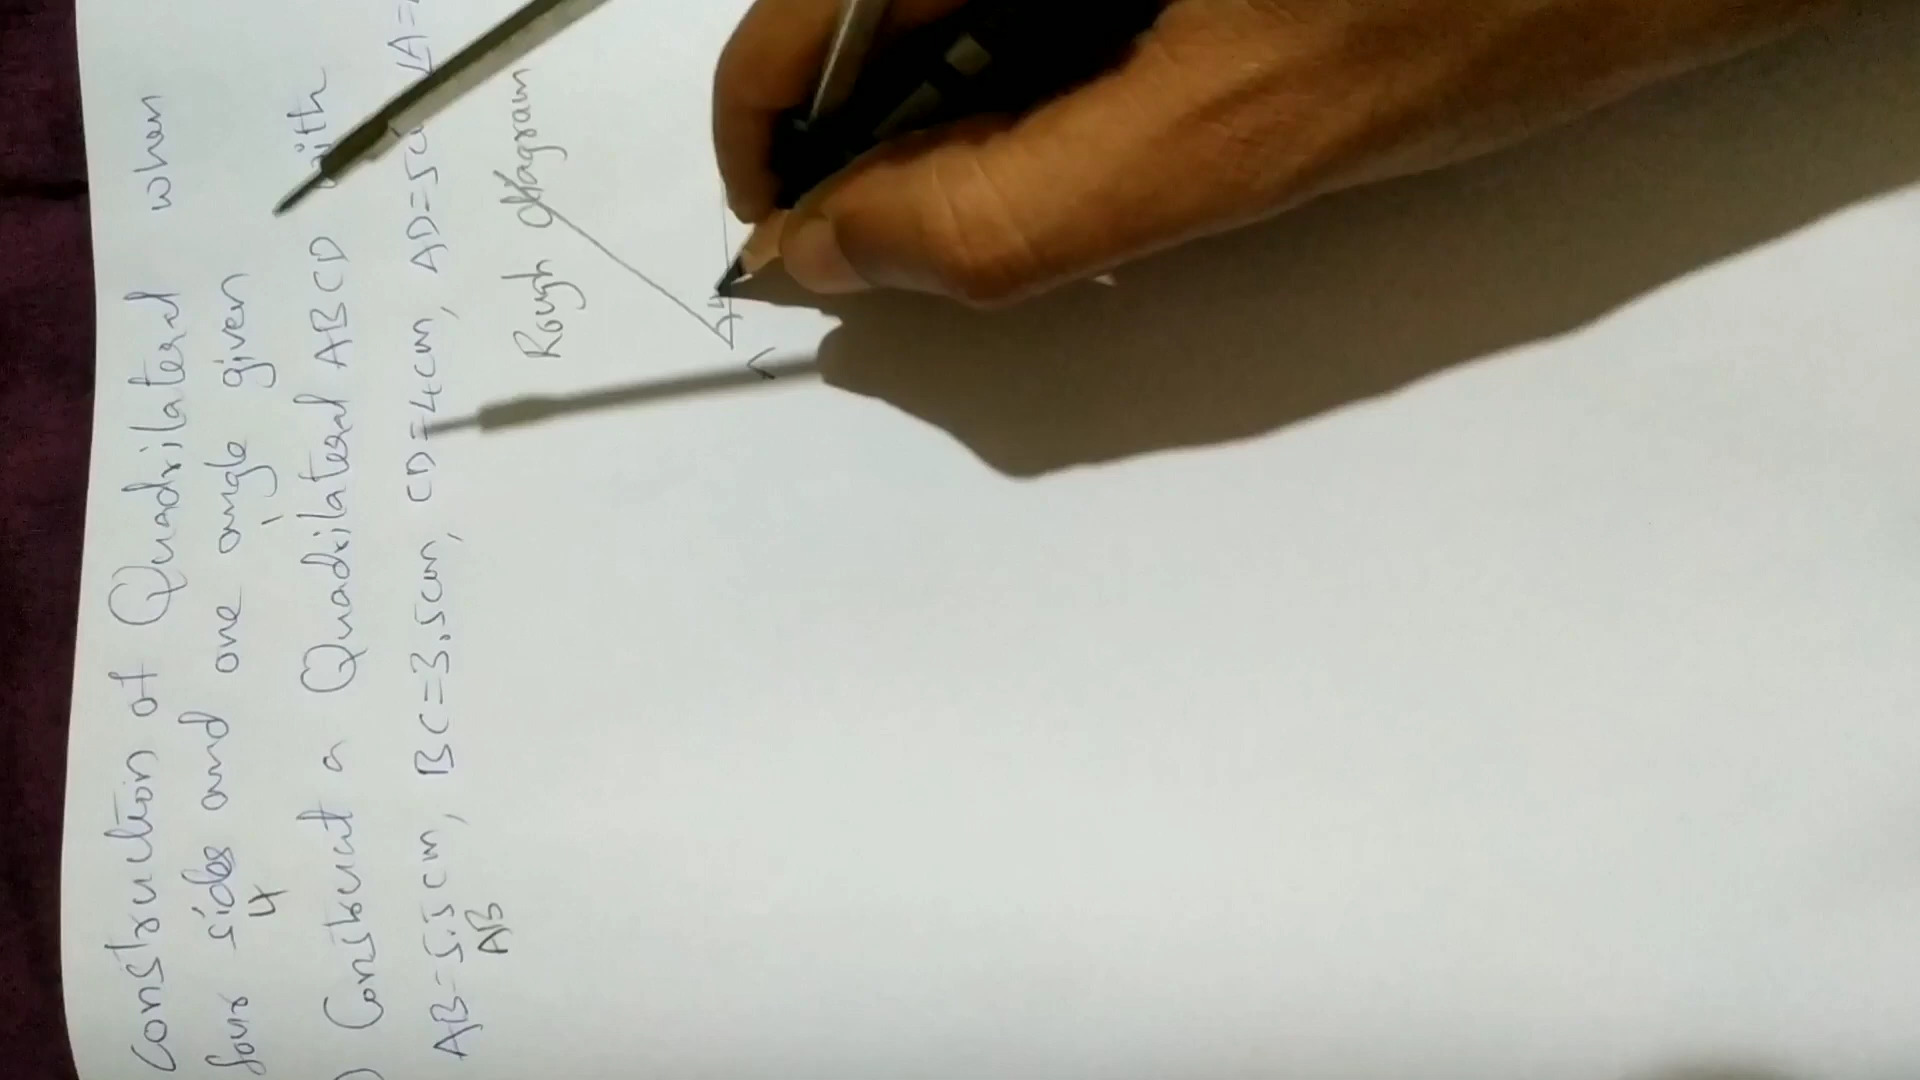 Construction of Quadrilateral when
four sides and one angle given
4
) Construct a Quadrilateral ABCD with
AB=5.5cm, BC=3.5cm, CD=4cm, AD=5c ∠A=
AB
Rough diagram
A
4